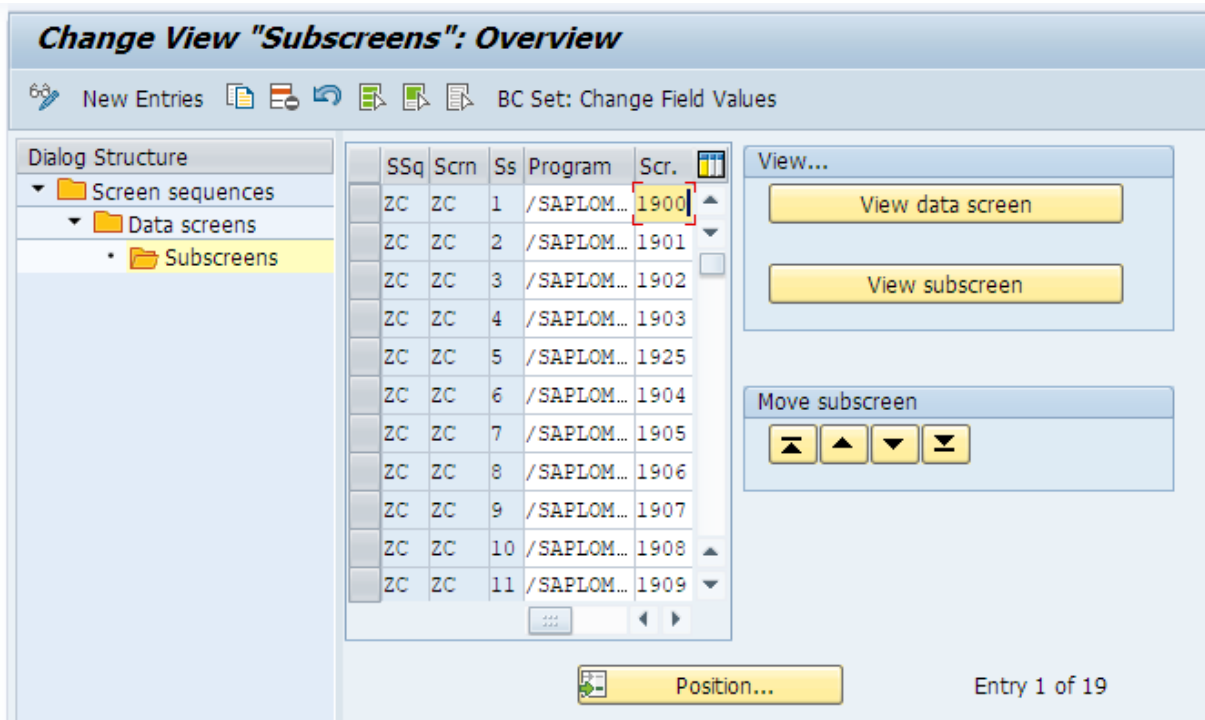 Change View "Subscreens": Overview
New Entries BC Set: Change Field Values
Dialog Structure
Screen sequences
Data screens
Subscreens
SSq Scrn Ss Program Scr.
ZC ZC 1 /SAPLOM… 1900
ZC ZC 2 /SAPLOM… 1901
ZC ZC 3 /SAPLOM… 1902
ZC ZC 4 /SAPLOM… 1903
ZC ZC 5 /SAPLOM… 1925
ZC ZC 6 /SAPLOM… 1904
ZC ZC 7 /SAPLOM… 1905
ZC ZC 8 /SAPLOM… 1906
ZC ZC 9 /SAPLOM… 1907
ZC ZC 10 /SAPLOM… 1908
ZC ZC 11 /SAPLOM… 1909
View...
View data screen
View subscreen
Move subscreen
Position...
Entry 1 of 19